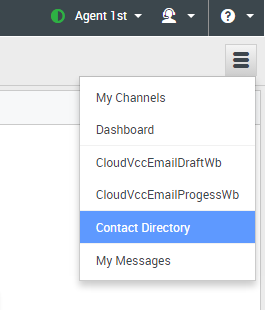 Agent 1st
My Channels
Dashboard
CloudVccEmailDraftWb
CloudVccEmailProgessWb
Contact Directory
My Messages